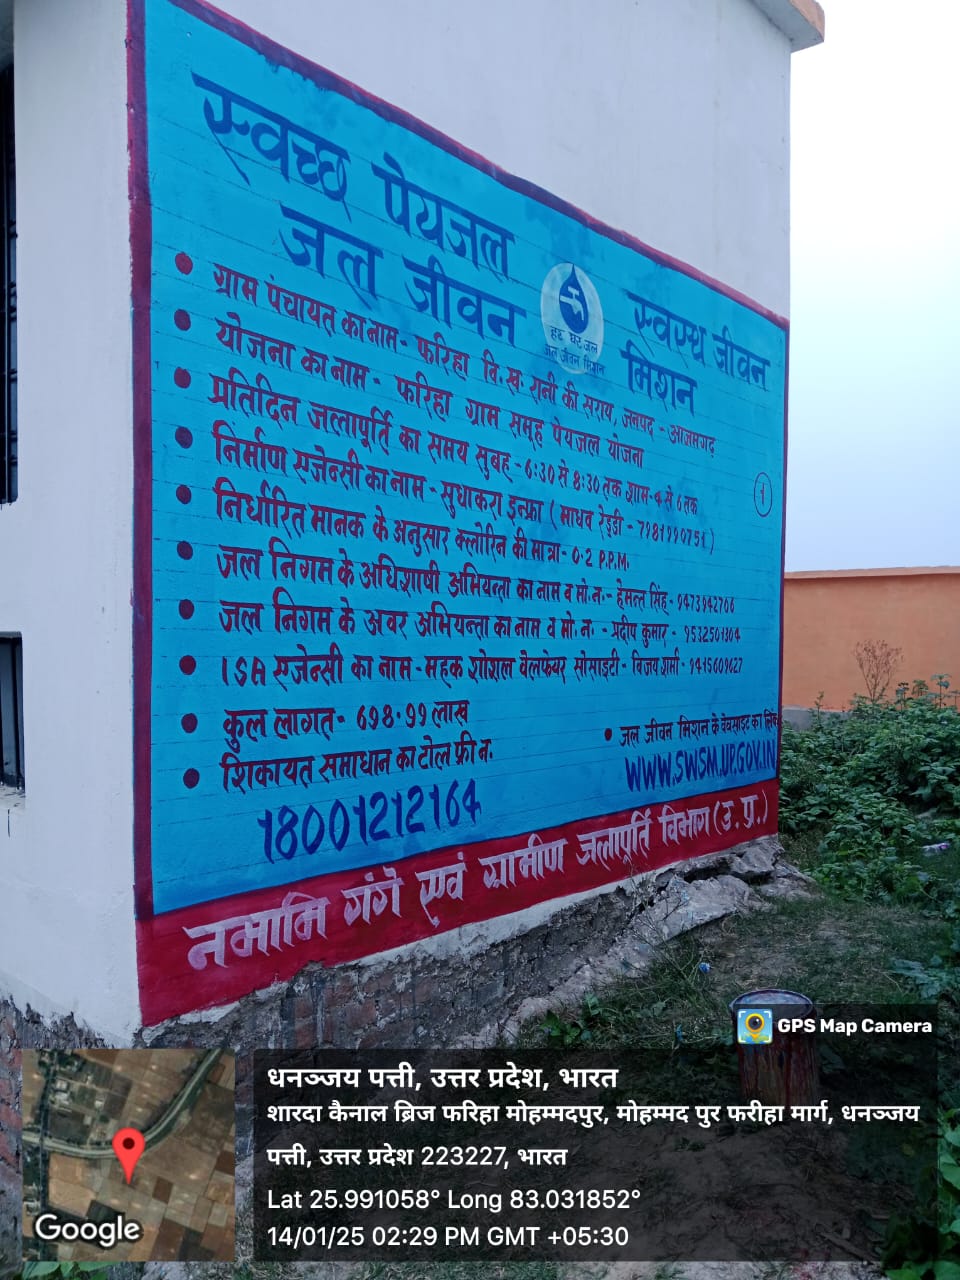 स्वच्छ पेयजल स्वस्थ जीवन
जल जीवन मिशन
हर घर जल
जल जीवन मिशन
• ग्राम पंचायत का नाम- फरिहा वि.ख. रानी की सराय, जनपद - आजमगढ़
• योजना का नाम - फरिहा ग्राम समूह पेयजल योजना
• प्रतिदिन जलापूर्ति का समय सुबह - 6:30 से 8:30 तक शाम-4 से 6 तक
१
• निर्माण एजेन्सी का नाम - सुधाकरा इन्फ्रा ( माधव रेड्डी - 7981990751 )
• निर्धारित मानक के अनुसार क्लोरिन की मात्रा- 0.2 P.P.M.
• जल निगम के अधिशाषी अभियन्ता का नाम व मो.न.- हेमन्त सिंह- 9473942706
• जल निगम के अवर अभियन्ता का नाम व मो.न. - प्रदीप कुमार - 9532501304
• ISA एजेन्सी का नाम - महक शोशल वेलफेयर सोसाइटी - विजय शर्मा- 9415609027
• कुल लागत- 698.99 लाख
• शिकायत समाधान का टोल फ्री न.
18001212164
• जल जीवन मिशन के वेबसाइट का लिंक
WWW.SWSM.UP.GOV.IN
नमामि गंगे एवं ग्रामीण जलापूर्ति विभाग (उ.प्र.)
GPS Map Camera
धनञ्जय पत्ती, उत्तर प्रदेश, भारत
शारदा कैनाल ब्रिज फरिहा मोहम्मदपुर, मोहम्मद पुर फरीहा मार्ग, धनञ्जय
पत्ती, उत्तर प्रदेश 223227, भारत
Lat 25.991058° Long 83.031852°
14/01/25 02:29 PM GMT +05:30
Google